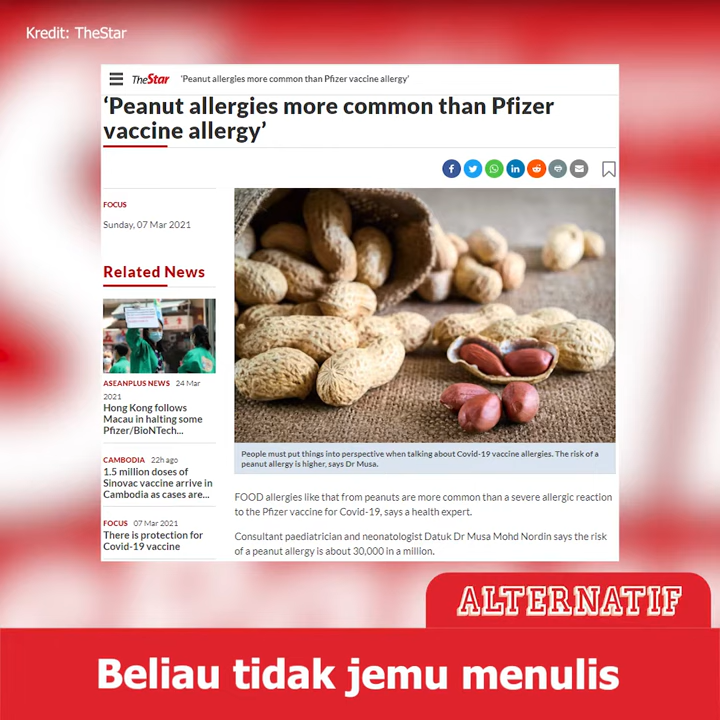 Kredit: TheStar
TheStar
'Peanut allergies more common than Pfizer vaccine allergy'
‘Peanut allergies more common than Pfizer
vaccine allergy’
FOCUS
Sunday, 07 Mar 2021
Related News
ASEANPLUS NEWS 24 Mar
2021
Hong Kong follows
Macau in halting some
Pfizer/BioNTech...
CAMBODIA 22h ago
1.5 million doses of
Sinovac vaccine arrive in
Cambodia as cases are...
FOCUS 07 Mar 2021
There is protection for
Covid-19 vaccine
People must put things into perspective when talking about Covid-19 vaccine allergies. The risk of a
peanut allergy is higher, says Dr Musa.
FOOD allergies like that from peanuts are more common than a severe allergic reaction
to the Pfizer vaccine for Covid-19, says a health expert.
Consultant paediatrician and neonatologist Datuk Dr Musa Mohd Nordin says the risk
of a peanut allergy is about 30,000 in a million.
ALTERNATIF
Beliau tidak jemu menulis